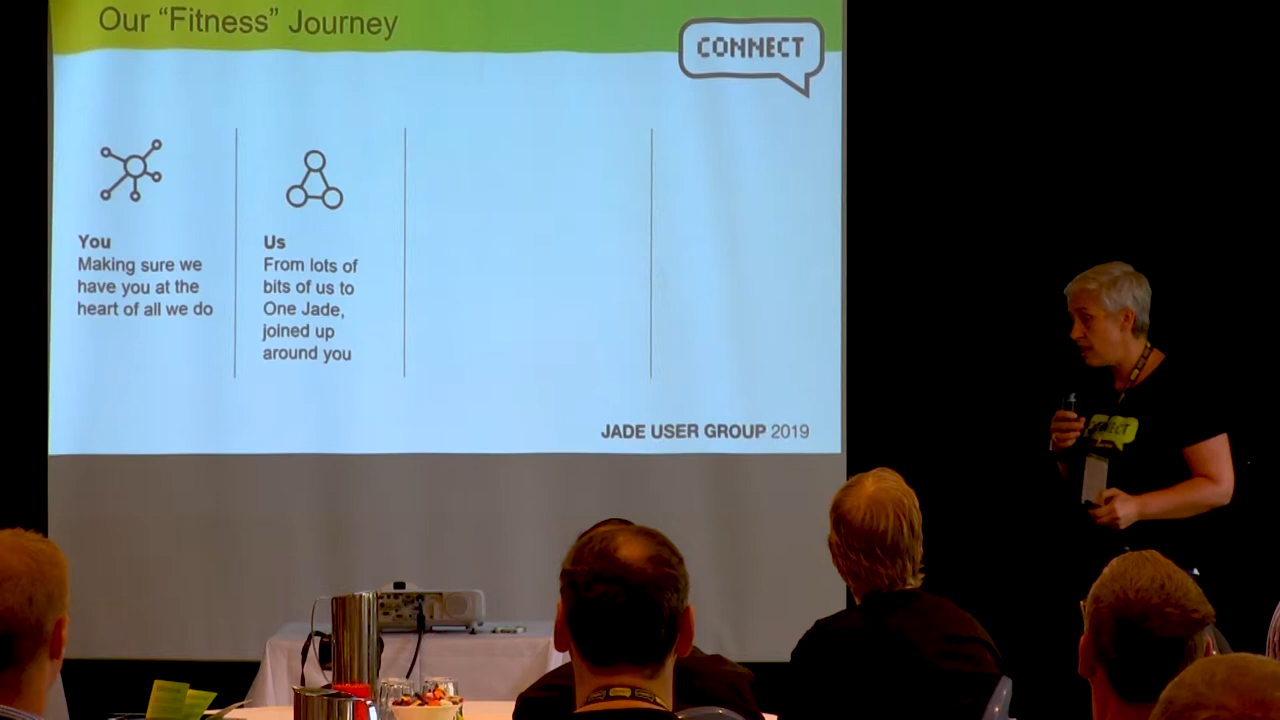 Our “Fitness” Journey
CONNECT
You
Making sure we
have you at the
heart of all we do
Us
From lots of
bits of us to
One Jade,
joined up
around you
JADE USER GROUP 2019